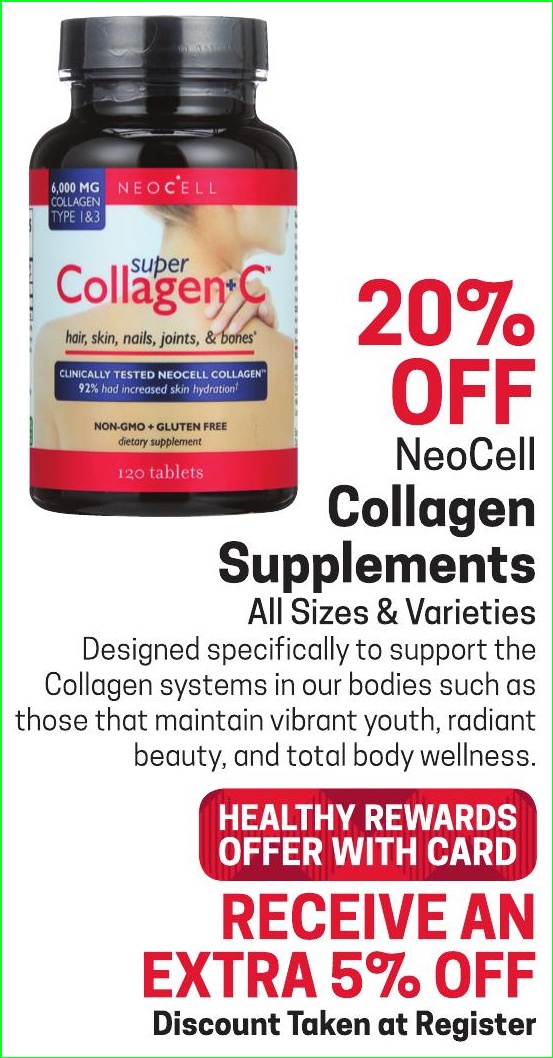 6,000 MG
COLLAGEN
TYPE 1&3
NEOCELL
super
Collagen+C™
hair, skin, nails, joints, & bones*
CLINICALLY TESTED NEOCELL COLLAGEN™
92% had increased skin hydration†
NON-GMO + GLUTEN FREE
dietary supplement
120 tablets
20%
OFF
NeoCell
Collagen
Supplements
All Sizes & Varieties
Designed specifically to support the
Collagen systems in our bodies such as
those that maintain vibrant youth, radiant
beauty, and total body wellness.
HEALTHY REWARDS
OFFER WITH CARD
RECEIVE AN
EXTRA 5% OFF
Discount Taken at Register